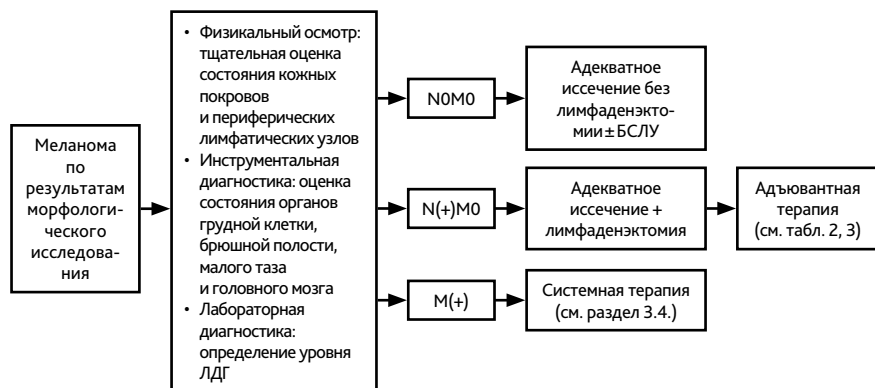 Меланома
по
результатам
морфологи-
ческого
исследова-
ния
• Физикальный осмотр:
тщательная оценка
состояния кожных
покровов
и периферических
лимфатических узлов
• Инструментальная
диагностика: оценка
состояния органов
грудной клетки,
брюшной полости,
малого таза
и головного мозга
• Лабораторная
диагностика:
определение уровня
ЛДГ
N0M0
Адекватное
иссечение без
лимфаденэкто-
мии ± БСЛУ
N(+)M0
Адекватное
иссечение +
лимфаденэктомия
Адъювантная
терапия
(см. табл. 2, 3)
M(+)
Системная терапия
(см. раздел 3.4.)